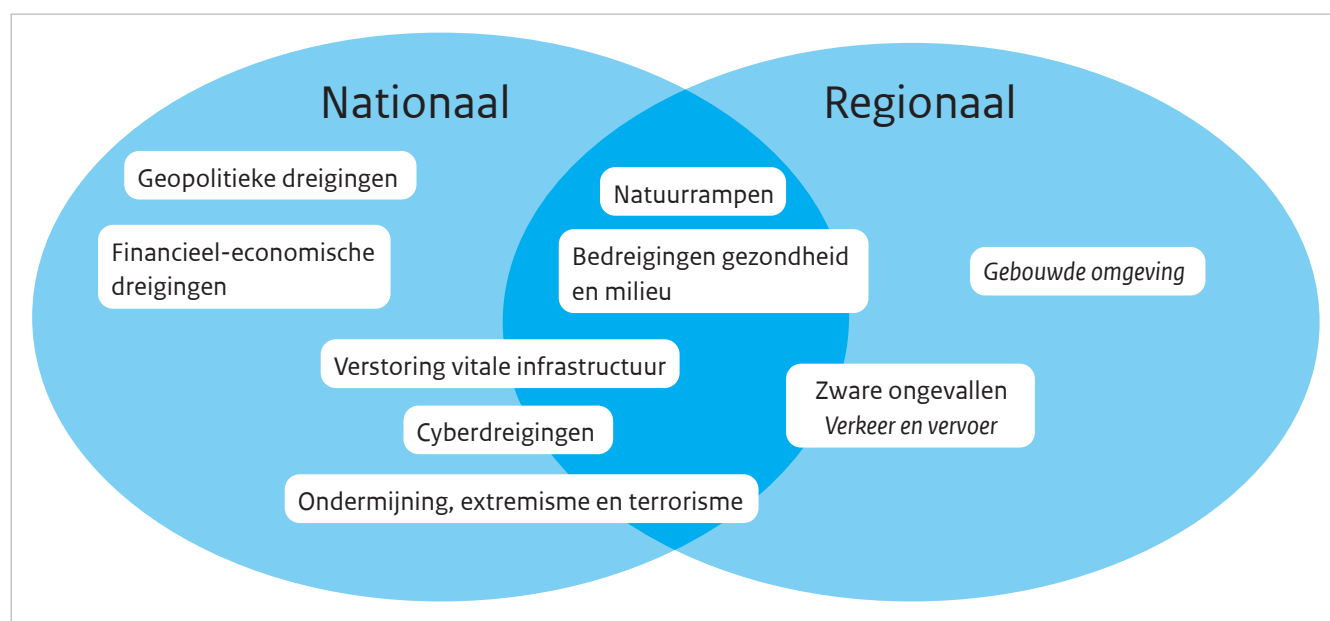 Nationaal
Regionaal
Geopolitieke dreigingen
Natuurrampen
Financieel-economische
dreigingen
Bedreigingen gezondheid
en milieu
Gebouwde omgeving
Verstoring vitale infrastructuur
Zware ongevallen
Verkeer en vervoer
Cyberdreigingen
Ondermijning, extremisme en terrorisme